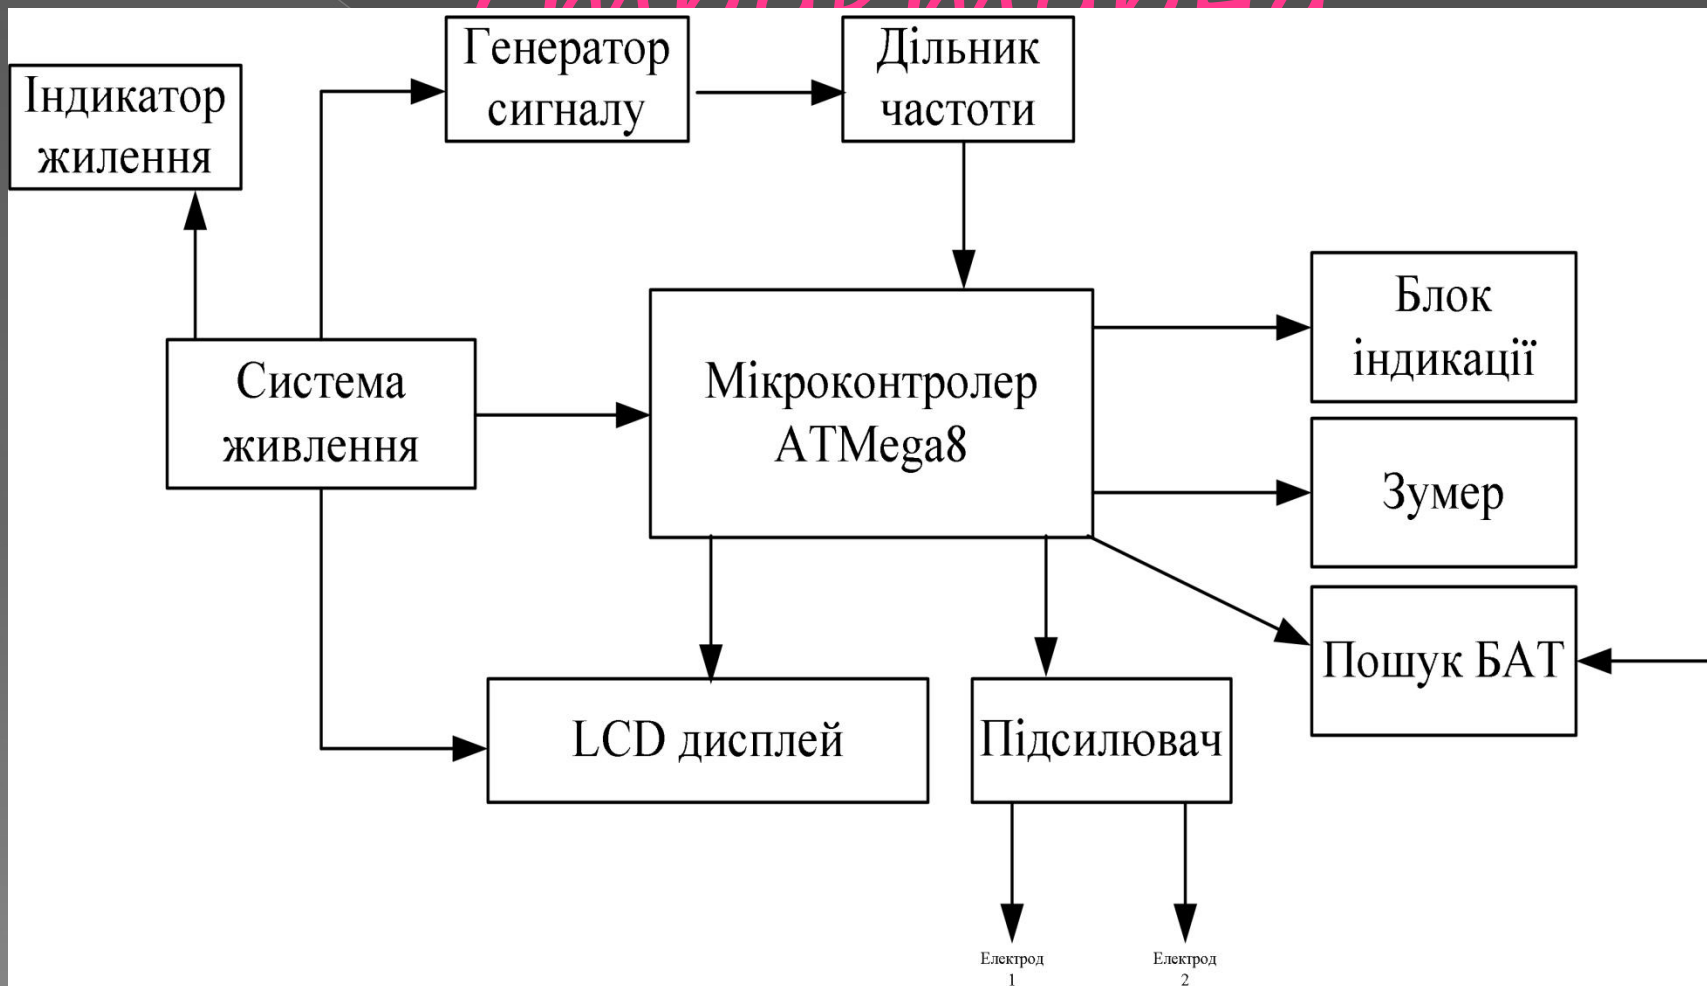 Генератор
сигналу
Дільник
частоти
Індикатор
жилення
Блок
індикації
Система
живлення
Мікроконтролер
ATMega8
Зумер
Пошук БАТ
LCD дисплей
Підсилювач
Електрод
1
Електрод
2